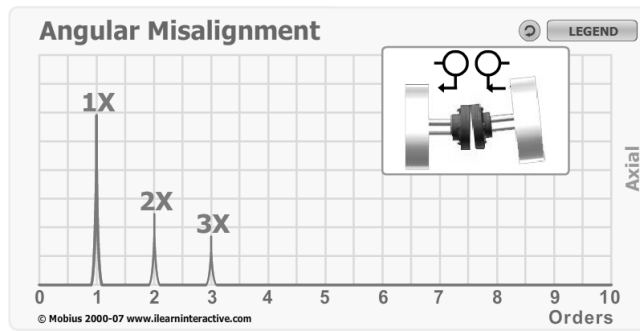 Angular Misalignment
LEGEND
1X
2X
3X
Axial
0 1 2 3 4 5 6 7 8 9 10
© Mobius 2000-07 www.ilearninteractive.com
Orders